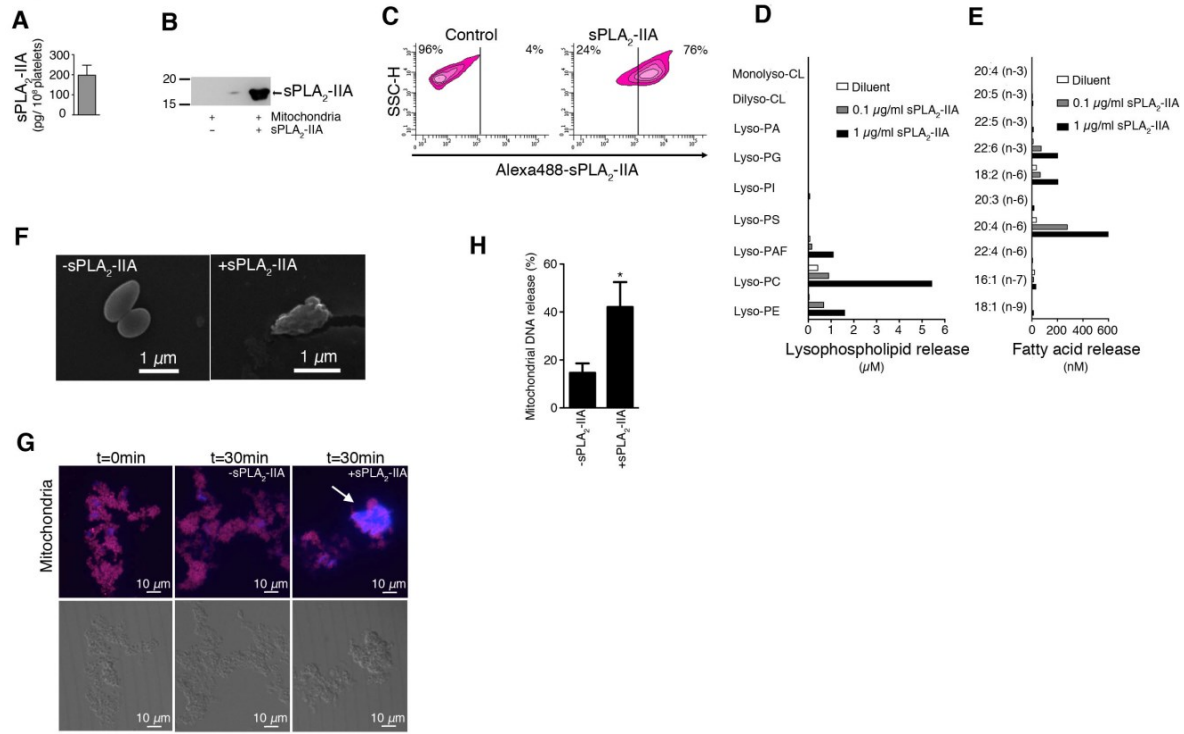 A
sPLA2-IIA
(pg/ 10⁸ platelets)
300
200
100
0
B
20
15
sPLA2-IIA
+ + Mitochondria
− + sPLA2-IIA
C
Control
sPLA2-IIA
96%
4%
24%
76%
SSC-H
Alexa488-sPLA2-IIA
D
Monolyso-CL
Dilyso-CL
Lyso-PA
Lyso-PG
Lyso-PI
Lyso-PS
Lyso-PAF
Lyso-PC
Lyso-PE
Diluent
0.1 µg/ml sPLA2-IIA
1 µg/ml sPLA2-IIA
0 1 2 3 4 5 6
Lysophospholipid release
(µM)
E
20:4 (n-3)
20:5 (n-3)
22:5 (n-3)
22:6 (n-3)
18:2 (n-6)
20:3 (n-6)
20:4 (n-6)
22:4 (n-6)
16:1 (n-7)
18:1 (n-9)
Diluent
0.1 µg/ml sPLA2-IIA
1 µg/ml sPLA2-IIA
0 200 400 600
Fatty acid release
(nM)
F
-sPLA2-IIA
+sPLA2-IIA
1 µm
1 µm
H
Mitochondrial DNA release (%)
60
40
20
0
*
-sPLA2-IIA
+sPLA2-IIA
G
t=0min
t=30min
t=30min
-sPLA2-IIA
+sPLA2-IIA
Mitochondria
10 µm
10 µm
10 µm
10 µm
10 µm
10 µm